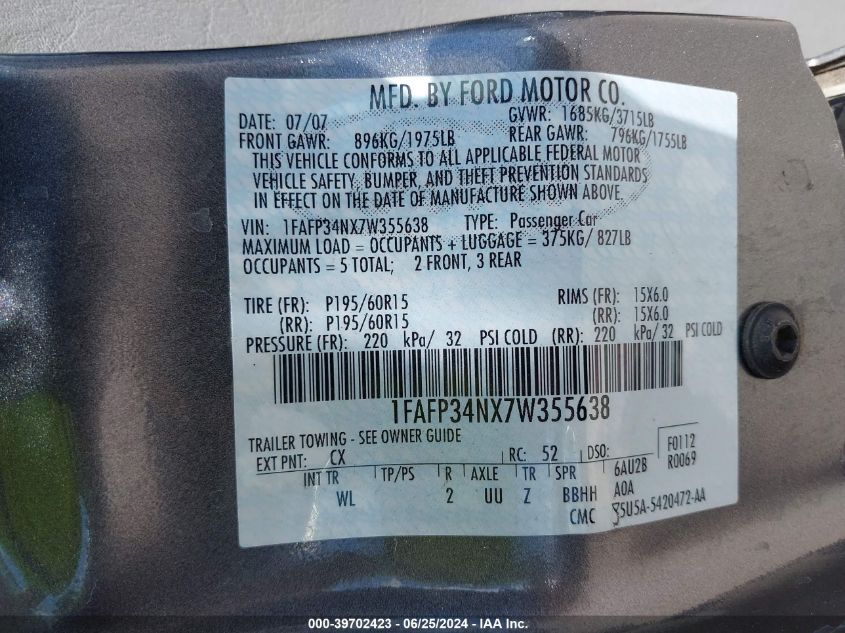 MFD. BY FORD MOTOR CO.
DATE: 07/07 GVWR: 1685KG/3715LB
FRONT GAWR: 896KG/1975LB REAR GAWR: 796KG/1755LB
THIS VEHICLE CONFORMS TO ALL APPLICABLE FEDERAL MOTOR
VEHICLE SAFETY, BUMPER, AND THEFT PREVENTION STANDARDS
IN EFFECT ON THE DATE OF MANUFACTURE SHOWN ABOVE.
VIN: 1FAFP34NX7W355638 TYPE: Passenger Car
MAXIMUM LOAD = OCCUPANTS + LUGGAGE = 375KG/ 827LB
OCCUPANTS = 5 TOTAL; 2 FRONT, 3 REAR
TIRE (FR): P195/60R15 RIMS (FR): 15X6.0
(RR): P195/60R15 (RR): 15X6.0
PRESSURE (FR): 220 kPa/ 32 PSI COLD (RR): 220 kPa/ 32 PSI COLD
1FAFP34NX7W355638
TRAILER TOWING - SEE OWNER GUIDE
EXT PNT: CX RC: 52 DSO: F0112
INT TR TP/PS R AXLE TR SPR 6AU2B R0069
WL 2 UU Z BBHH A0A
CMC 5U5A-5420472-AA
000-39702423 - 06/25/2024 - IAA Inc.